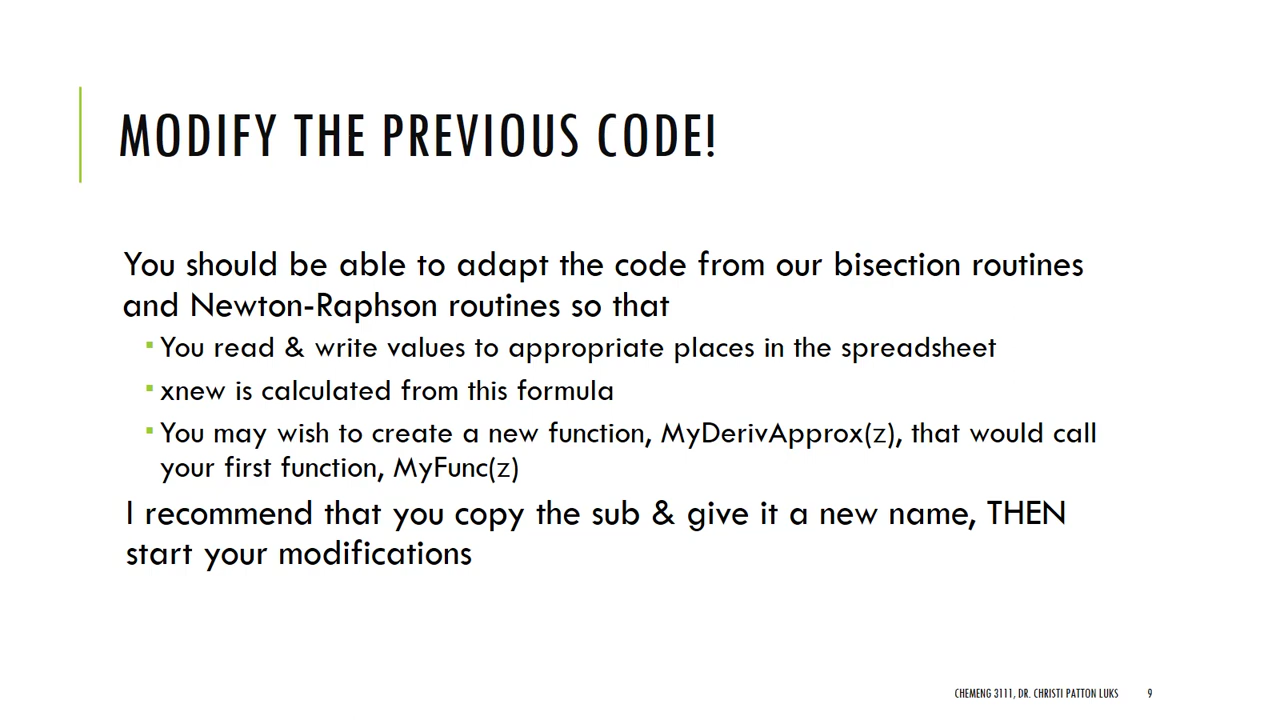 MODIFY THE PREVIOUS CODE!
You should be able to adapt the code from our bisection routines
and Newton-Raphson routines so that
▪ You read & write values to appropriate places in the spreadsheet
▪ xnew is calculated from this formula
▪ You may wish to create a new function, MyDerivApprox(z), that would call
your first function, MyFunc(z)
I recommend that you copy the sub & give it a new name, THEN
start your modifications
CHEMENG 3111, DR. CHRISTI PATTON LUKS 9